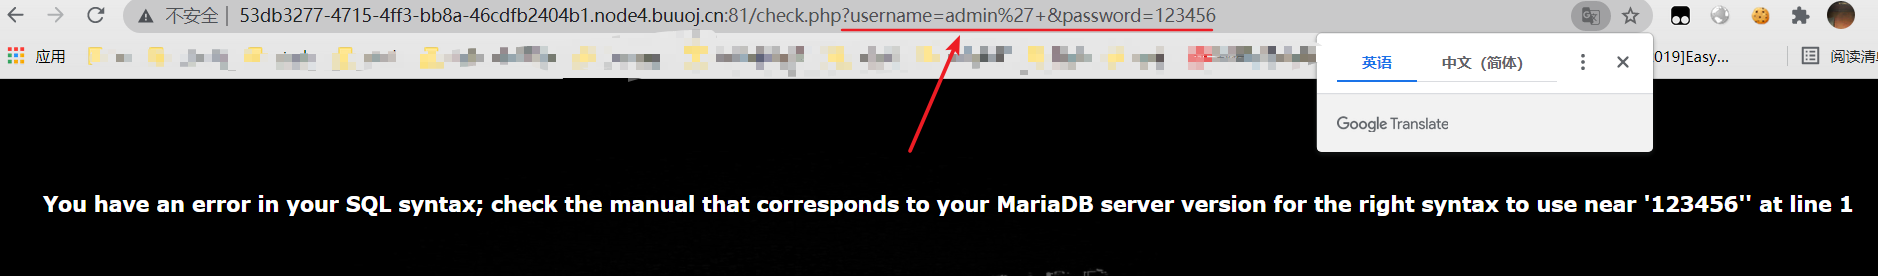 不安全 | 53db3277-4715-4ff3-bb8a-46cdfb2404b1.node4.buuoj.cn:81/check.php?username=admin%27+&password=123456
应用 019]Easy... 阅读清单
英语 中文（简体）
Google Translate
You have an error in your SQL syntax; check the manual that corresponds to your MariaDB server version for the right syntax to use near '123456'' at line 1